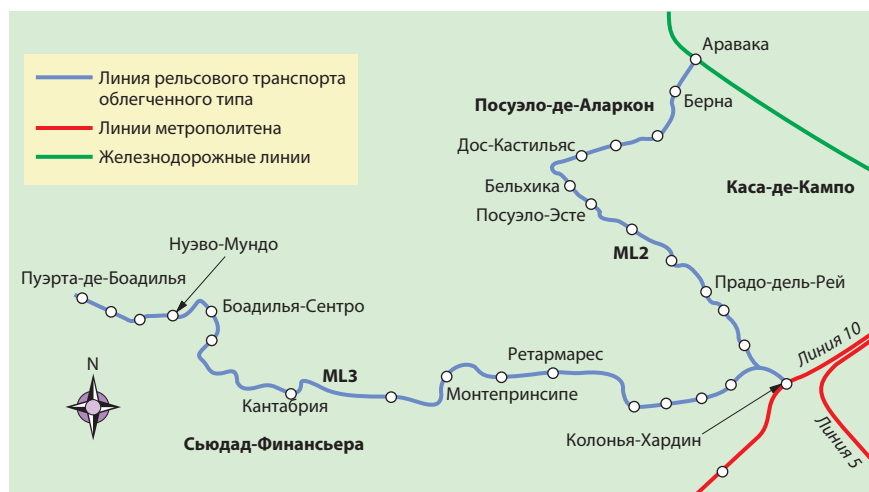 Линия рельсового транспорта
облегченного типа
Линии метрополитена
Железнодорожные линии
Аравака
Берна
Посуэло-де-Аларкон
Дос-Кастильяс
Бельхика
Посуэло-Эсте
Каса-де-Кампо
ML2
Прадо-дель-Рей
Нуэво-Мундо
Пуэрта-де-Боадилья
Боадилья-Сентро
N
ML3
Кантабрия
Ретармарес
Монтепринсипе
Линия 10
Линия 5
Колонья-Хардин
Сьюдад-Финансьера